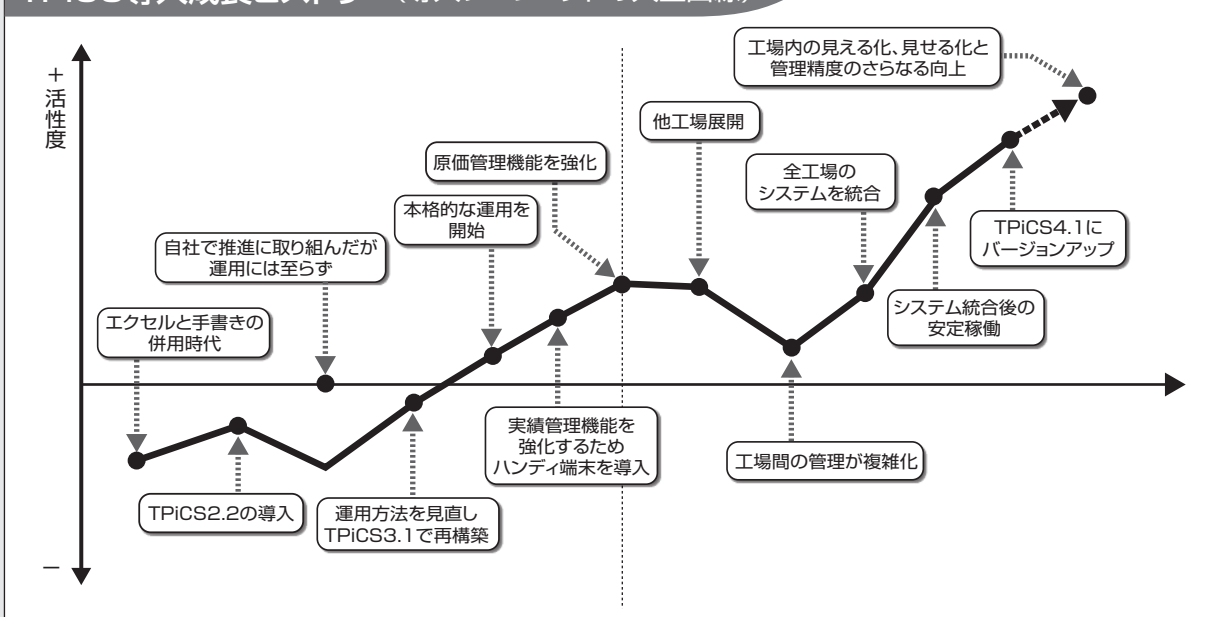 +活性度
−
エクセルと手書きの
併用時代
TPiCS2.2の導入
自社で推進に取り組んだが
運用には至らず
運用方法を見直し
TPiCS3.1で再構築
本格的な運用を
開始
実績管理機能を
強化するため
ハンディ端末を導入
原価管理機能を強化
他工場展開
工場間の管理が複雑化
全工場の
システムを統合
システム統合後の
安定稼働
TPiCS4.1に
バージョンアップ
工場内の見える化、見せる化と
管理精度のさらなる向上